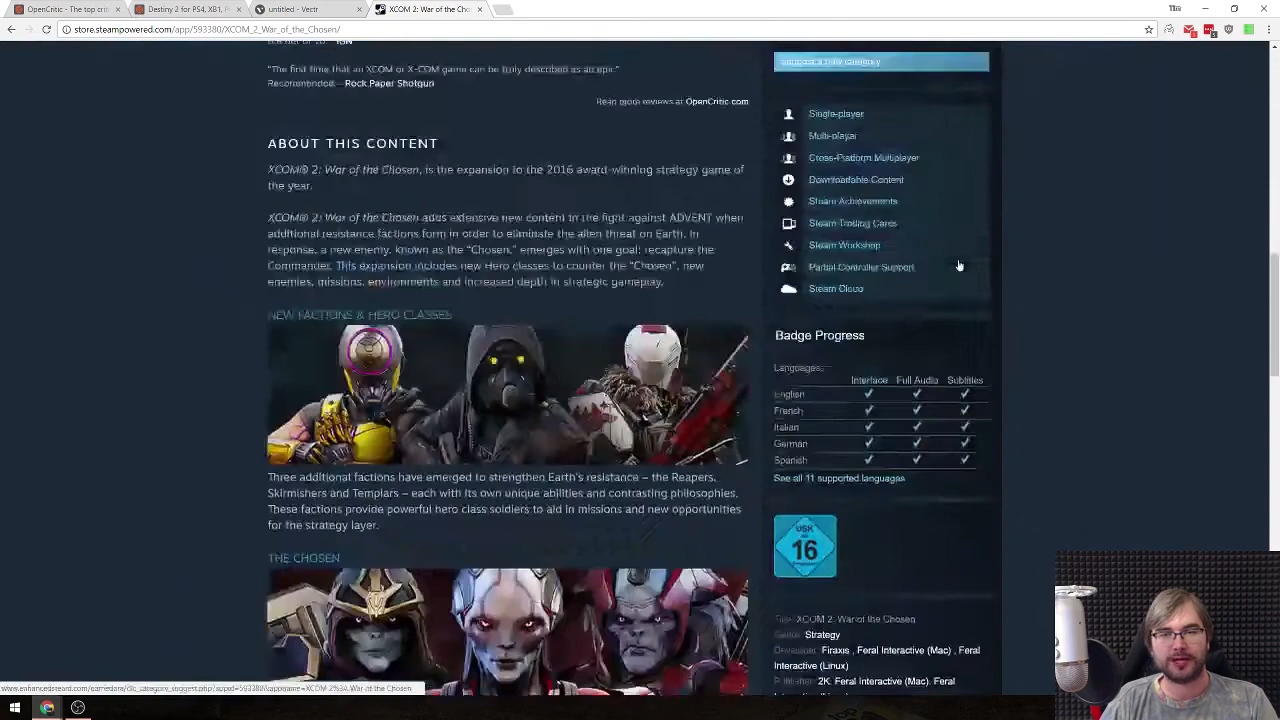 OpenCritic - The top crit
Destiny 2 for PS4, XB1, P
untitled - Vectr
XCOM 2: War of the Cho
store.steampowered.com/app/593380/XCOM_2_War_of_the_Chosen/
"The first time that an XCOM or X-COM game can be truly described as an epic."
Recommended – Rock Paper Shotgun
Read more reviews at OpenCritic.com
ABOUT THIS CONTENT
XCOM® 2: War of the Chosen, is the expansion to the 2016 award-winning strategy game of
the year.
XCOM® 2: War of the Chosen adds extensive new content in the fight against ADVENT when
additional resistance factions form in order to eliminate the alien threat on Earth. In
response, a new enemy, known as the "Chosen," emerges with one goal: recapture the
Commander. This expansion includes new Hero classes to counter the "Chosen", new
enemies, missions, environments and increased depth in strategic gameplay.
NEW FACTIONS & HERO CLASSES
Three additional factions have emerged to strengthen Earth's resistance – the Reapers,
Skirmishers and Templars – each with its own unique abilities and contrasting philosophies.
These factions provide powerful hero class soldiers to aid in missions and new opportunities
for the strategy layer.
THE CHOSEN
Single-player
Multi-player
Cross-Platform Multiplayer
Downloadable Content
Steam Achievements
Steam Trading Cards
Steam Workshop
Partial Controller Support
Steam Cloud
Badge Progress
Languages:
Interface Full Audio Subtitles
English
French
Italian
German
Spanish
See all 11 supported languages
USK
16
Title: XCOM 2: War of the Chosen
Genre: Strategy
Developer: Firaxis, Feral Interactive (Mac), Feral
Interactive (Linux)
Publisher: 2K, Feral Interactive (Mac), Feral